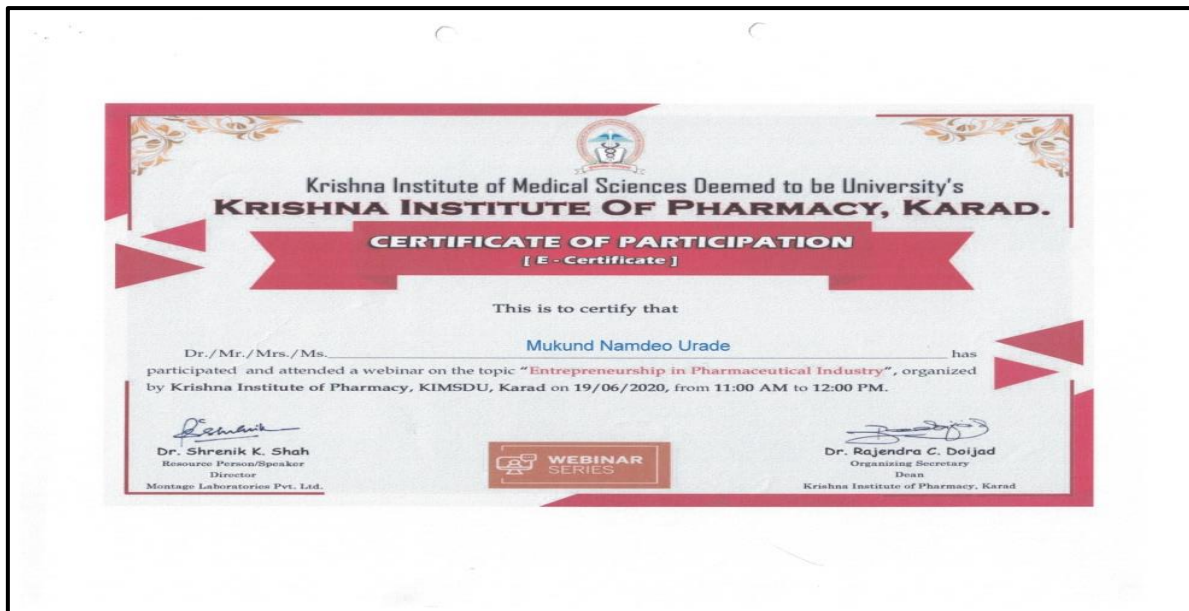 Krishna Institute of Medical Sciences Deemed to be University's
KRISHNA INSTITUTE OF PHARMACY, KARAD.
CERTIFICATE OF PARTICIPATION
[ E - Certificate ]
This is to certify that
Dr./Mr./Mrs./Ms. Mukund Namdeo Urade has
participated and attended a webinar on the topic "Entrepreneurship in Pharmaceutical Industry", organized
by Krishna Institute of Pharmacy, KIMSDU, Karad on 19/06/2020, from 11:00 AM to 12:00 PM.
Dr. Shrenik K. Shah
Resource Person/Speaker
Director
Montage Laboratories Pvt. Ltd.
WEBINAR
SERIES
Dr. Rajendra C. Doijad
Organizing Secretary
Dean
Krishna Institute of Pharmacy, Karad